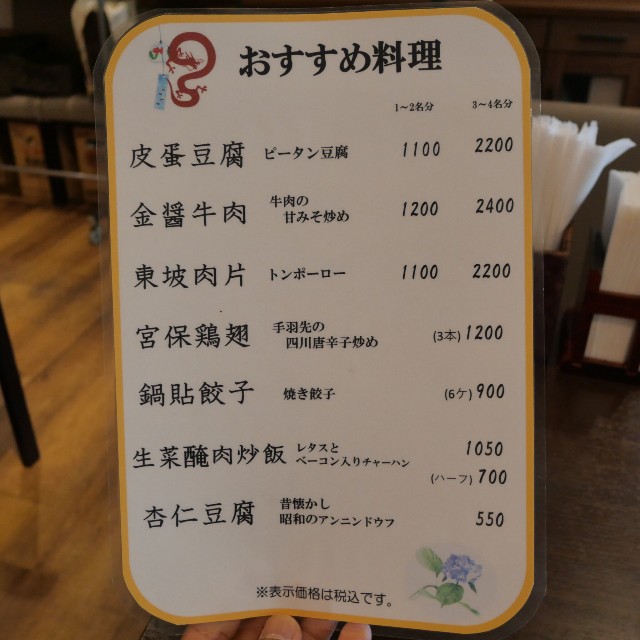 おすすめ料理
1〜2名分 3〜4名分
皮蛋豆腐 ピータン豆腐 1100 2200
金醤牛肉 牛肉の
甘みそ炒め 1200 2400
東坡肉片 トンポーロー 1100 2200
宮保鶏翅 手羽先の
四川唐辛子炒め (3本) 1200
鍋貼餃子 焼き餃子 (6ケ) 900
生菜醃肉炒飯 レタスと
ベーコン入りチャーハン 1050
(ハーフ) 700
杏仁豆腐 昔懐かし
昭和のアンニンドウフ 550
※表示価格は税込です。